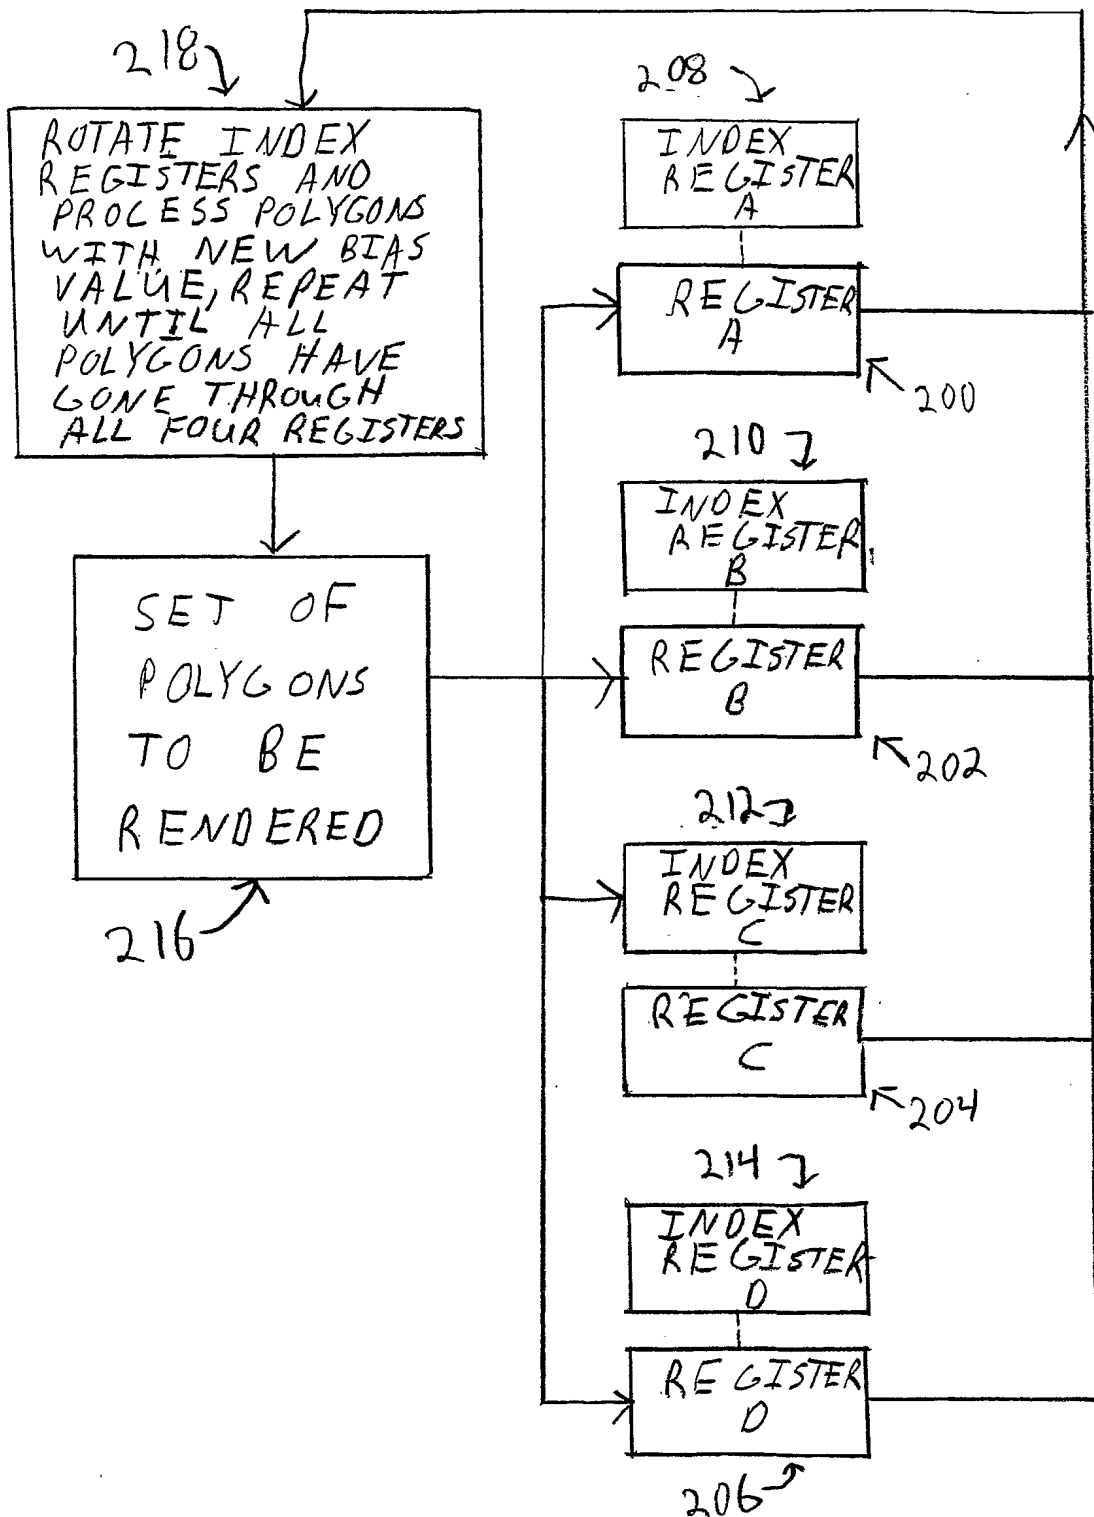 218
ROTATE INDEX
REGISTERS AND
PROCESS POLYGONS
WITH NEW BIAS
VALUE, REPEAT
UNTIL ALL
POLYGONS HAVE
GONE THROUGH
ALL FOUR REGISTERS
SET OF
POLYGONS
TO BE
RENDERED
216
208
INDEX
REGISTER
A
REGISTER
A
200
210
INDEX
REGISTER
B
REGISTER
B
202
212
INDEX
REGISTER
C
REGISTER
C
204
214
INDEX
REGISTER
D
REGISTER
D
206